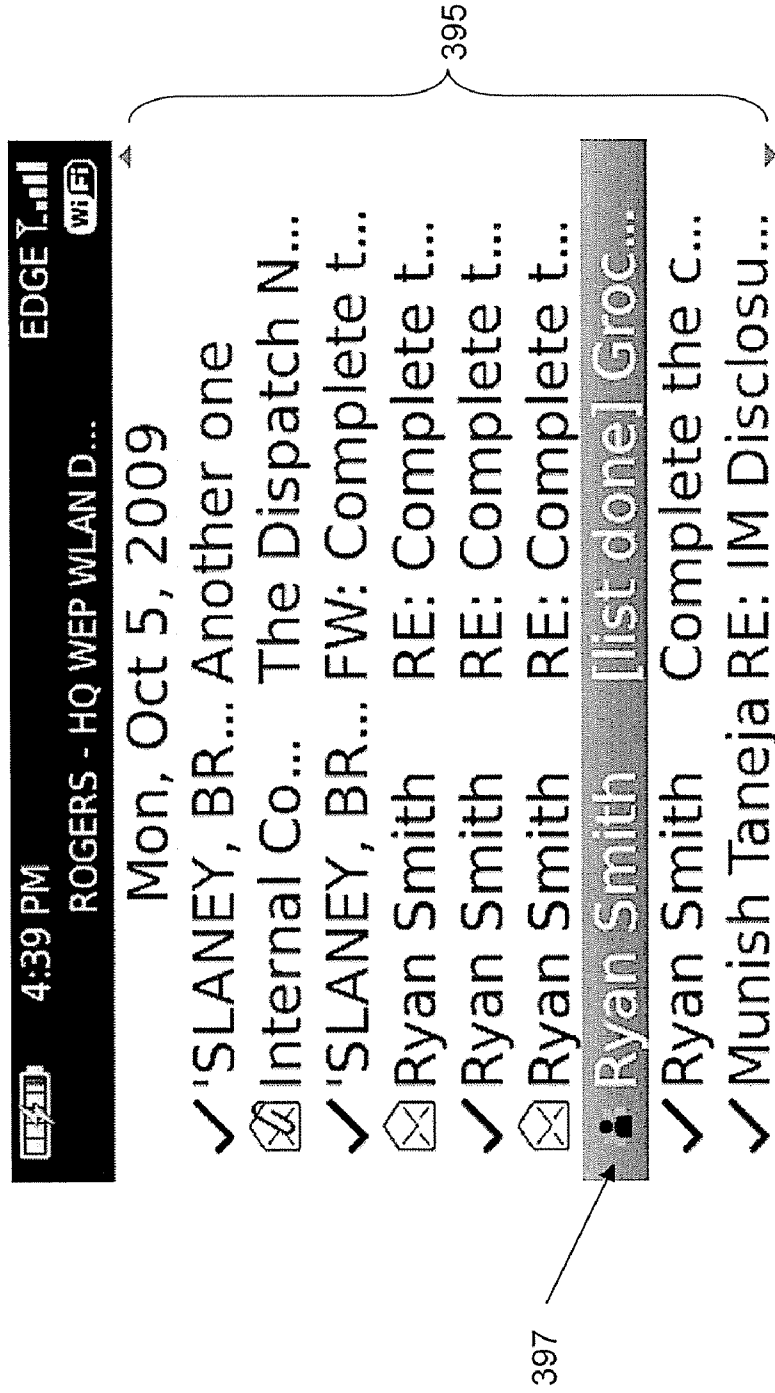 4:39 PM EDGE
ROGERS - HQ WEP WLAN D... Wi Fi
Mon, Oct 5, 2009
'SLANEY, BR... Another one
Internal Co... The Dispatch N...
'SLANEY, BR... FW: Complete t...
Ryan Smith RE: Complete t...
Ryan Smith RE: Complete t...
Ryan Smith RE: Complete t...
Ryan Smith [list done] Groc...
Ryan Smith Complete the c...
Munish Taneja RE: IM Disclosu...
395
397